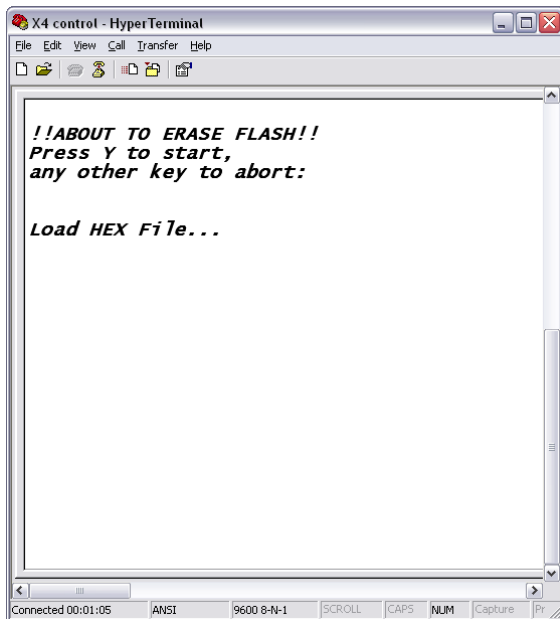 X4 control - HyperTerminal
File Edit View Call Transfer Help
!!ABOUT TO ERASE FLASH!!
Press Y to start,
any other key to abort:
Load HEX File...
Connected 00:01:05 ANSI 9600 8-N-1 SCROLL CAPS NUM Capture Pr